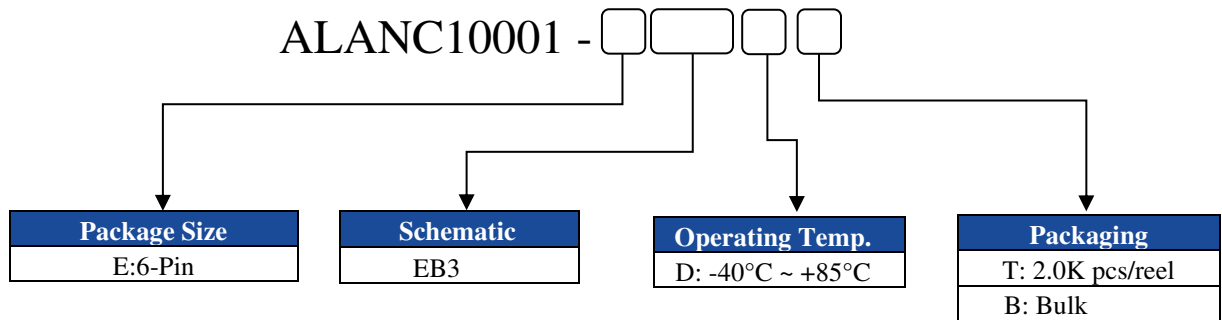 ALANC10001 -
Package Size
E:6-Pin
Schematic
EB3
Operating Temp.
D: -40°C ~ +85°C
Packaging
T: 2.0K pcs/reel
B: Bulk